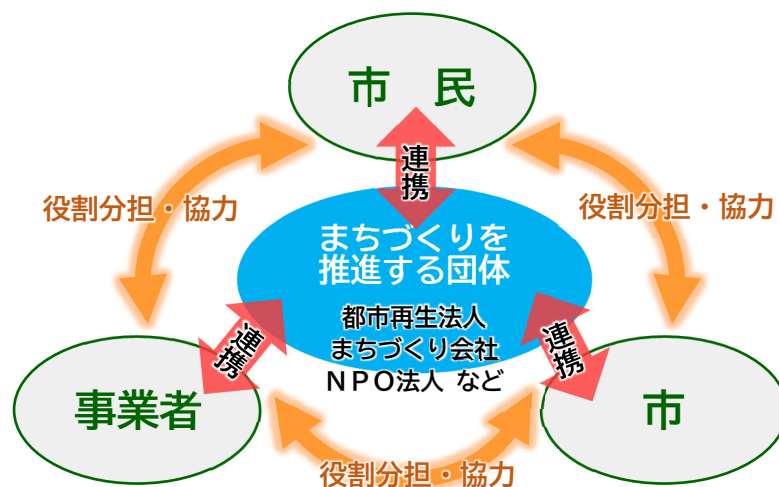 市　民
連携
役割分担・協力
役割分担・協力
まちづくりを
推進する団体
都市再生法人
まちづくり会社
ＮＰＯ法人 など
連携
連携
事業者
市
役割分担・協力